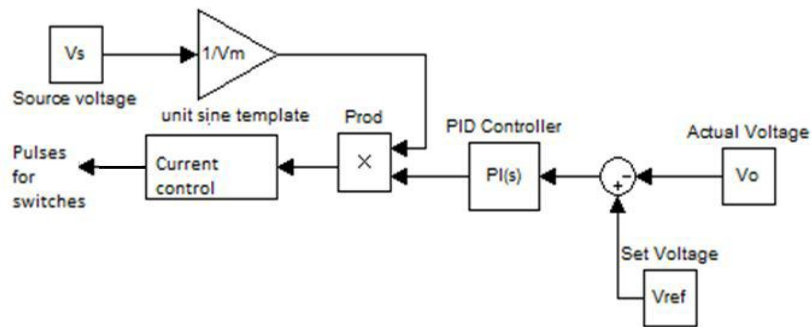 Vs
1/Vm
Source voltage
unit sine template
Prod
PID Controller
Actual Voltage
Pulses
for
switches
Current
control
X
PI(s)
+
−
Vo
Set Voltage
Vref